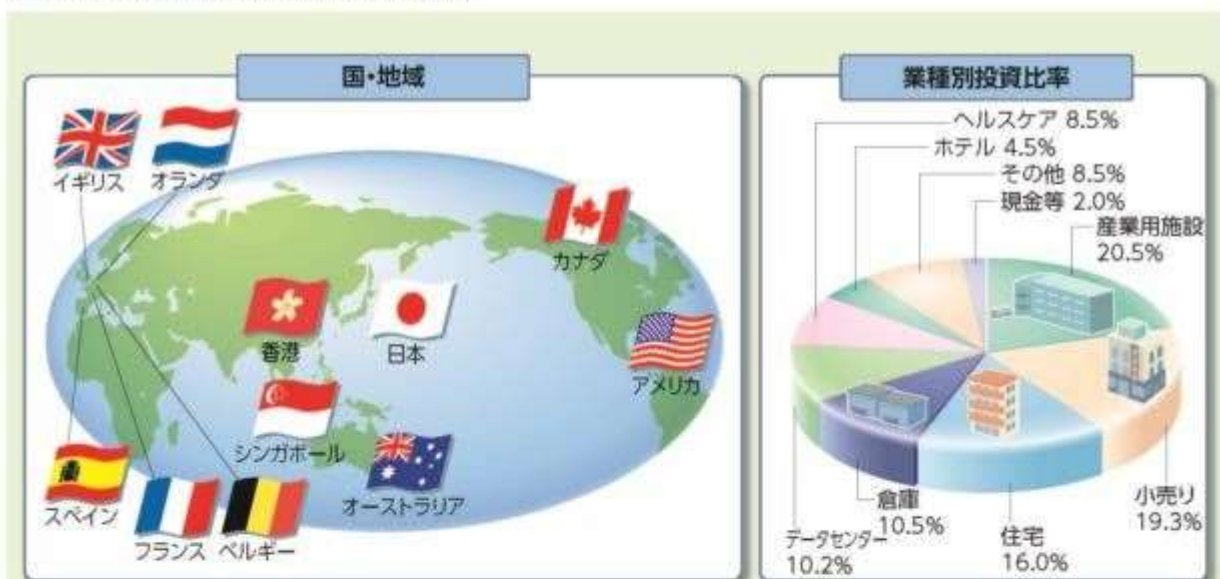 国・地域
イギリス
オランダ
カナダ
香港
日本
アメリカ
シンガポール
オーストラリア
スペイン
フランス
ベルギー
業種別投資比率
ヘルスケア 8.5%
ホテル 4.5%
その他 8.5%
現金等 2.0%
産業用施設
20.5%
小売り
19.3%
住宅
16.0%
倉庫
10.5%
データセンター
10.2%